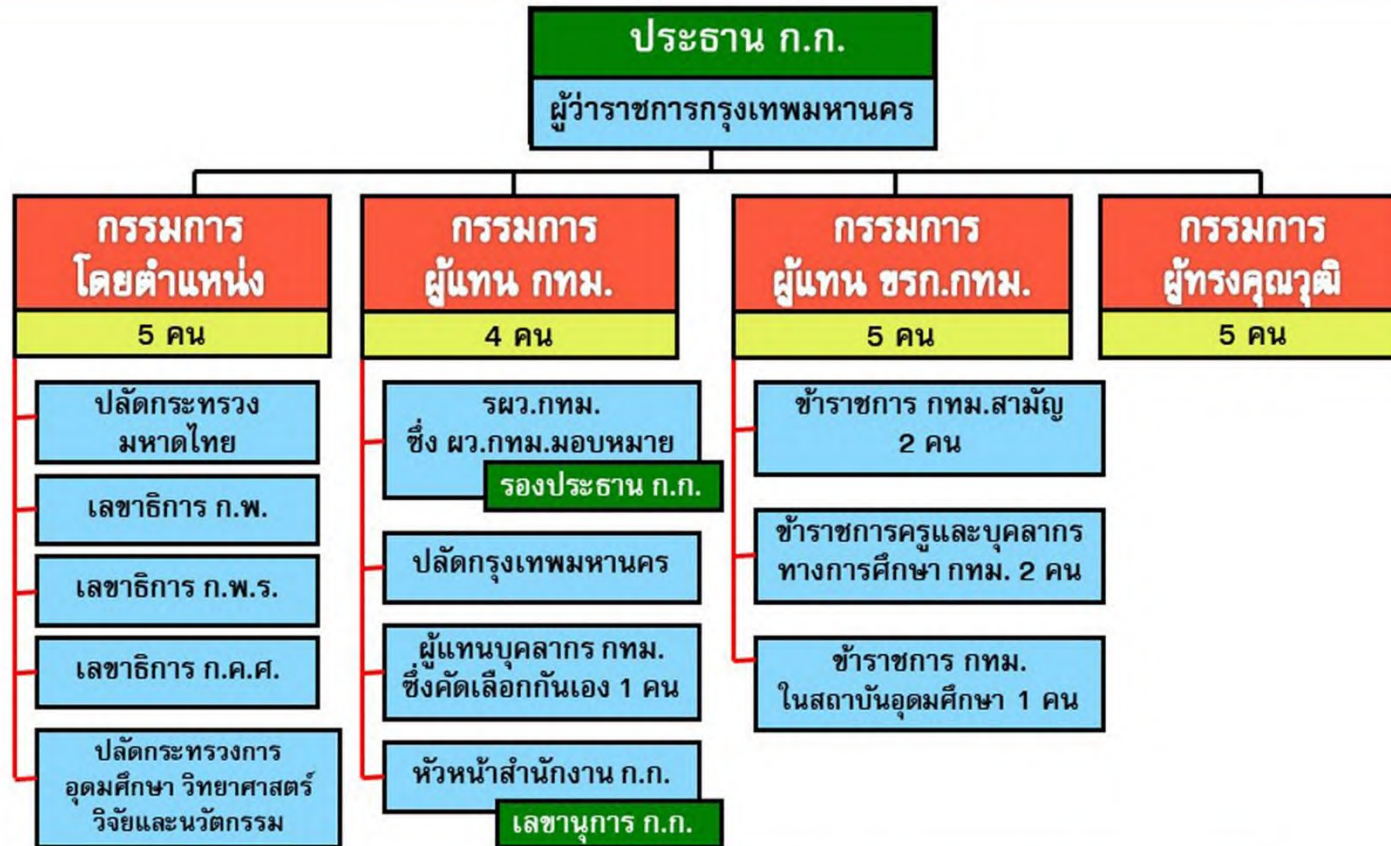 ประธาน ก.ก.
ผู้ว่าราชการกรุงเทพมหานคร
กรรมการ
โดยตำแหน่ง
5 คน
ปลัดกระทรวง
มหาดไทย
เลขาธิการ ก.พ.
เลขาธิการ ก.พ.ร.
เลขาธิการ ก.ค.ศ.
ปลัดกระทรวงการ
อุดมศึกษา วิทยาศาสตร์
วิจัยและนวัตกรรม
กรรมการ
ผู้แทน กทม.
4 คน
รผว.กทม.
ซึ่ง ผว.กทม.มอบหมาย
รองประธาน ก.ก.
ปลัดกรุงเทพมหานคร
ผู้แทนบุคลากร กทม.
ซึ่งคัดเลือกกันเอง 1 คน
หัวหน้าสำนักงาน ก.ก.
เลขานุการ ก.ก.
กรรมการ
ผู้แทน ขรก.กทม.
5 คน
ข้าราชการ กทม.สามัญ
2 คน
ข้าราชการครูและบุคลากร
ทางการศึกษา กทม. 2 คน
ข้าราชการ กทม.
ในสถาบันอุดมศึกษา 1 คน
กรรมการ
ผู้ทรงคุณวุฒิ
5 คน